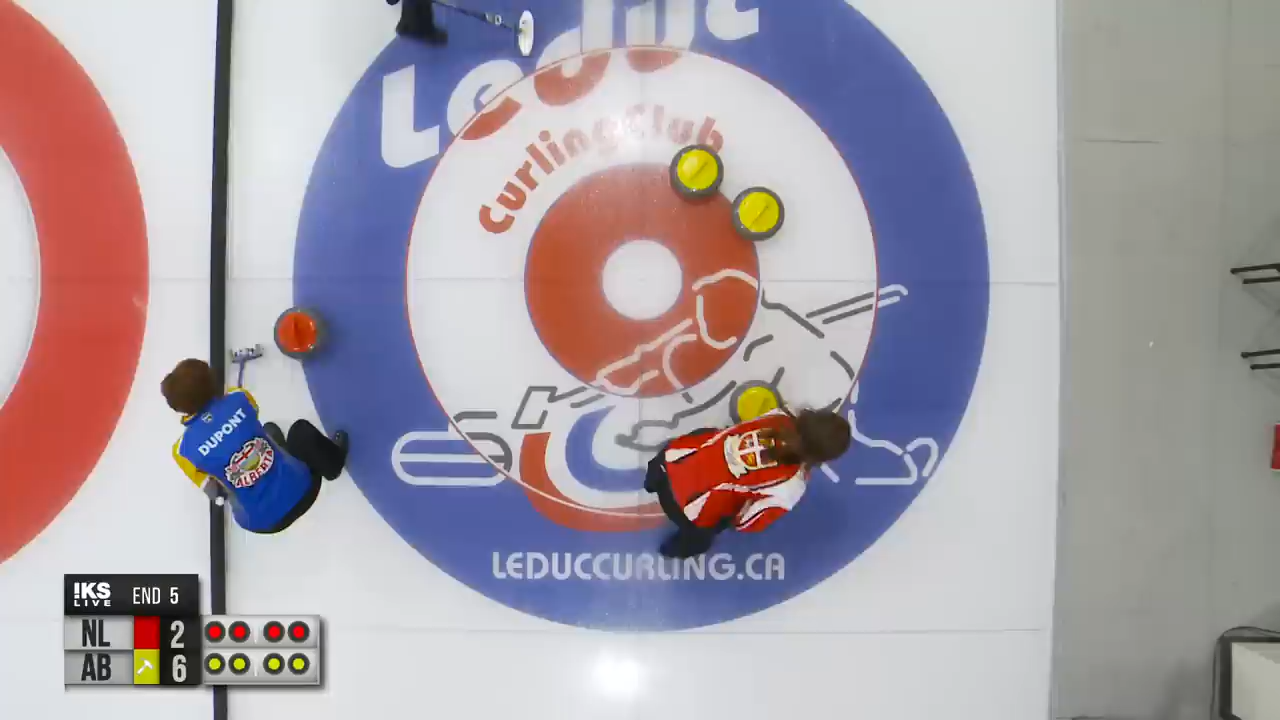 Leduc
Curling Club
DUPONT
ALBERTA
LEDUCCURLING.CA
IKS
LIVE
END 5
NL 2
AB 6